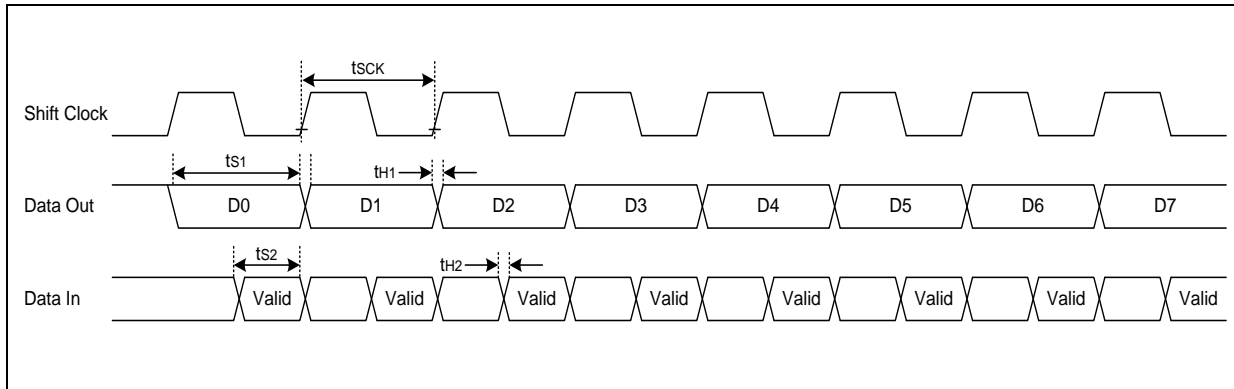 tSCK
Shift Clock
tS1
tH1
Data Out
D0 D1 D2 D3 D4 D5 D6 D7
tS2
tH2
Data In
Valid Valid Valid Valid Valid Valid Valid Valid